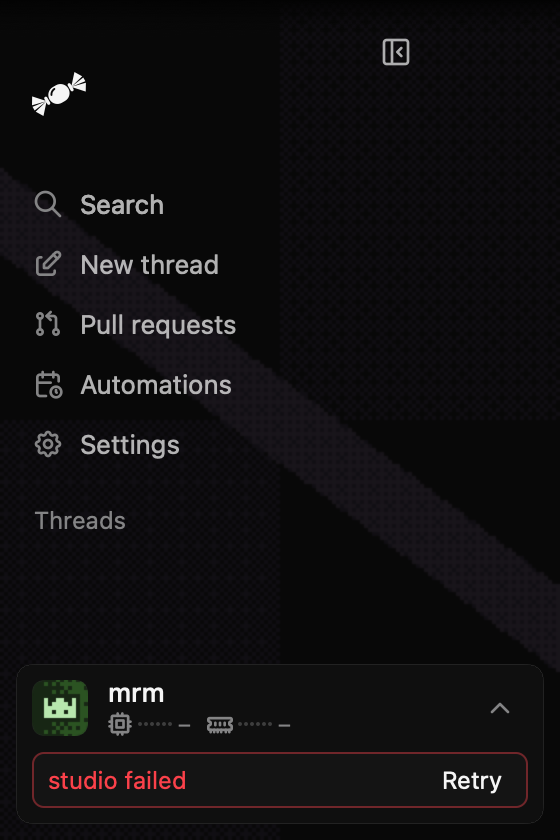 Search
New thread
Pull requests
Automations
Settings
Threads
mrm
– –
studio failed Retry